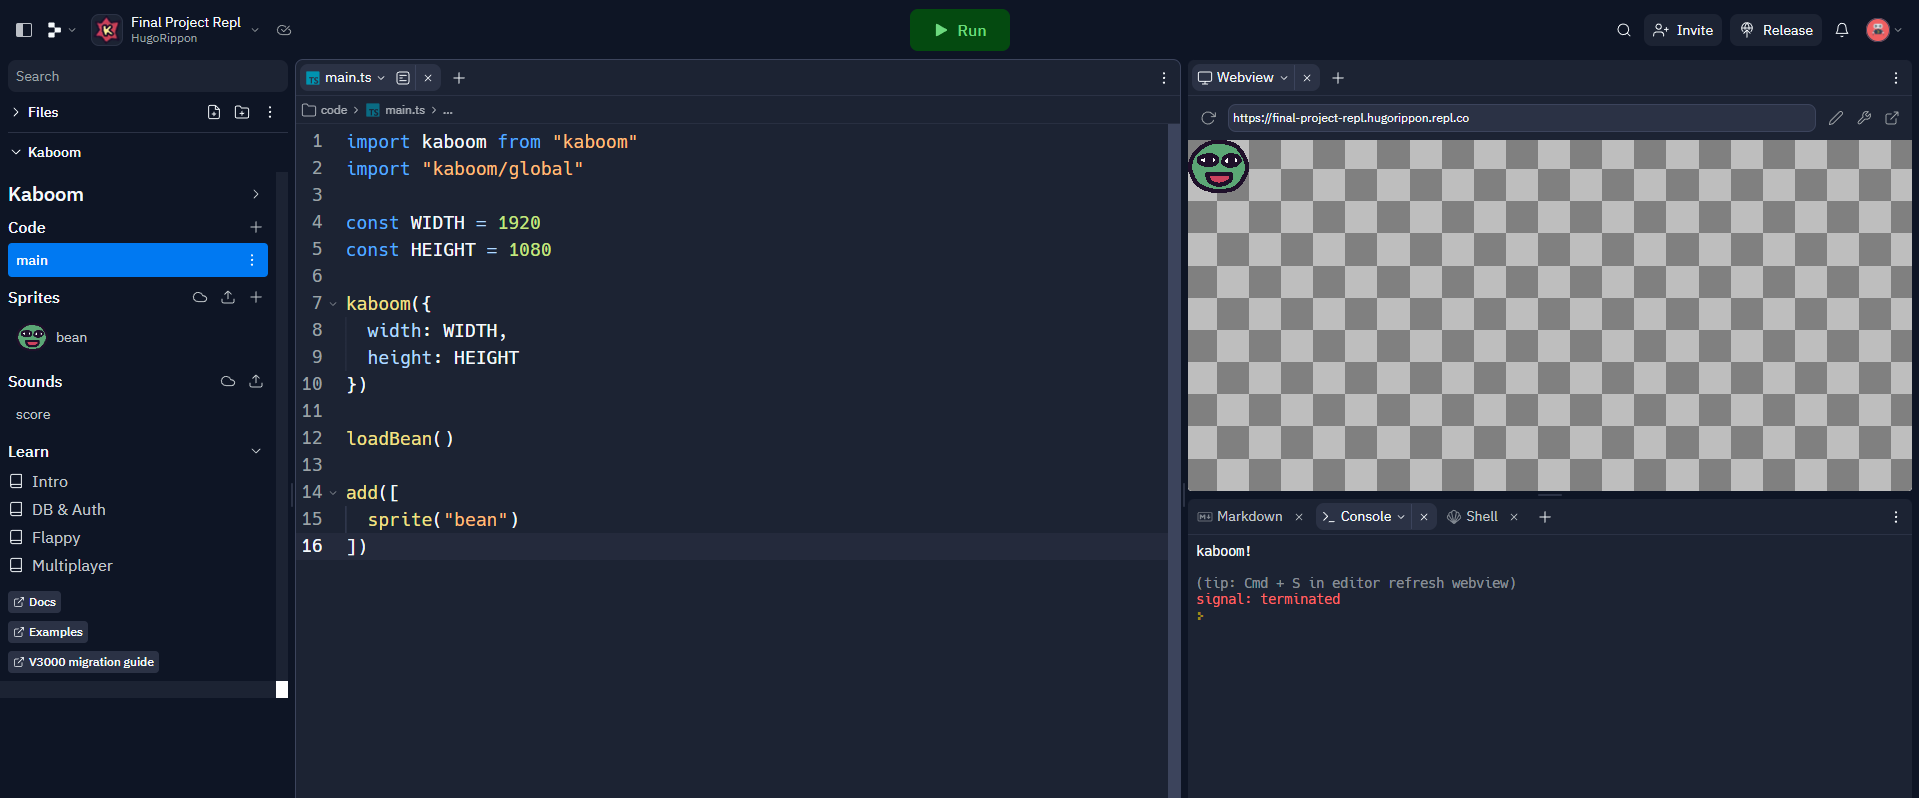 Final Project Repl
HugoRippon
Run
Invite
Release
Search
Files
Kaboom
Kaboom
Code
main
Sprites
bean
Sounds
score
Learn
Intro
DB & Auth
Flappy
Multiplayer
Docs
Examples
V3000 migration guide
TS main.ts
code > TS main.ts > ...
1 import kaboom from "kaboom"
2 import "kaboom/global"
3
4 const WIDTH = 1920
5 const HEIGHT = 1080
6
7 kaboom({
8 width: WIDTH,
9 height: HEIGHT
10 })
11
12 loadBean()
13
14 add([
15 sprite("bean")
16 ])
Webview
https://final-project-repl.hugorippon.repl.co
Markdown >_ Console Shell
kaboom!
(tip: Cmd + S in editor refresh webview)
signal: terminated